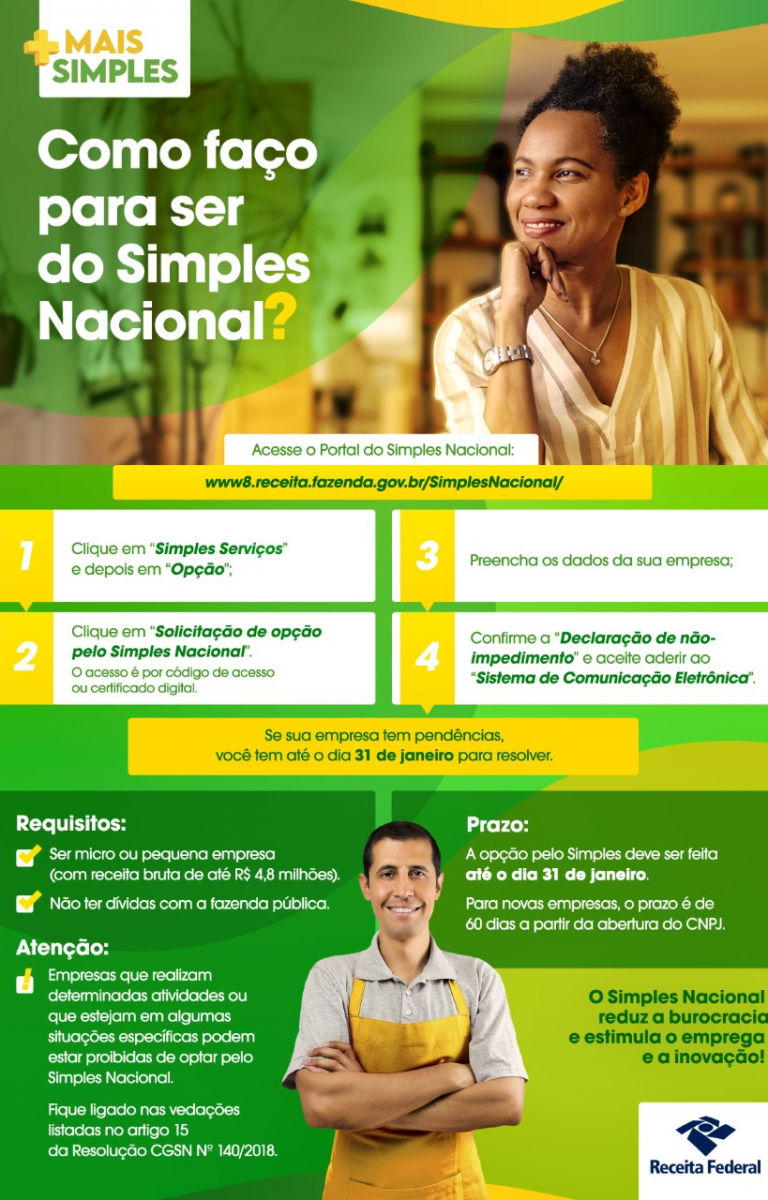 +MAIS
SIMPLES
Como faço
para ser
do Simples
Nacional?
Acesse o Portal do Simples Nacional:
www8.receita.fazenda.gov.br/SimplesNacional/
1
Clique em “Simples Serviços”
e depois em “Opção”;
2
Clique em “Solicitação de opção
pelo Simples Nacional”.
O acesso é por código de acesso
ou certificado digital.
3
Preencha os dados da sua empresa;
4
Confirme a “Declaração de não-
impedimento” e aceite aderir ao
“Sistema de Comunicação Eletrônica”.
Se sua empresa tem pendências,
você tem até o dia 31 de janeiro para resolver.
Requisitos:
Ser micro ou pequena empresa
(com receita bruta de até R$ 4,8 milhões).
Não ter dívidas com a fazenda pública.
Atenção:
Empresas que realizam
determinadas atividades ou
que estejam em algumas
situações específicas podem
estar proibidas de optar pelo
Simples Nacional.
Fique ligado nas vedações
listadas no artigo 15
da Resolução CGSN Nº 140/2018.
Prazo:
A opção pelo Simples deve ser feita
até o dia 31 de janeiro.
Para novas empresas, o prazo é de
60 dias a partir da abertura do CNPJ.
O Simples Nacional
reduz a burocracia
e estimula o emprega
e a inovação!
Receita Federal